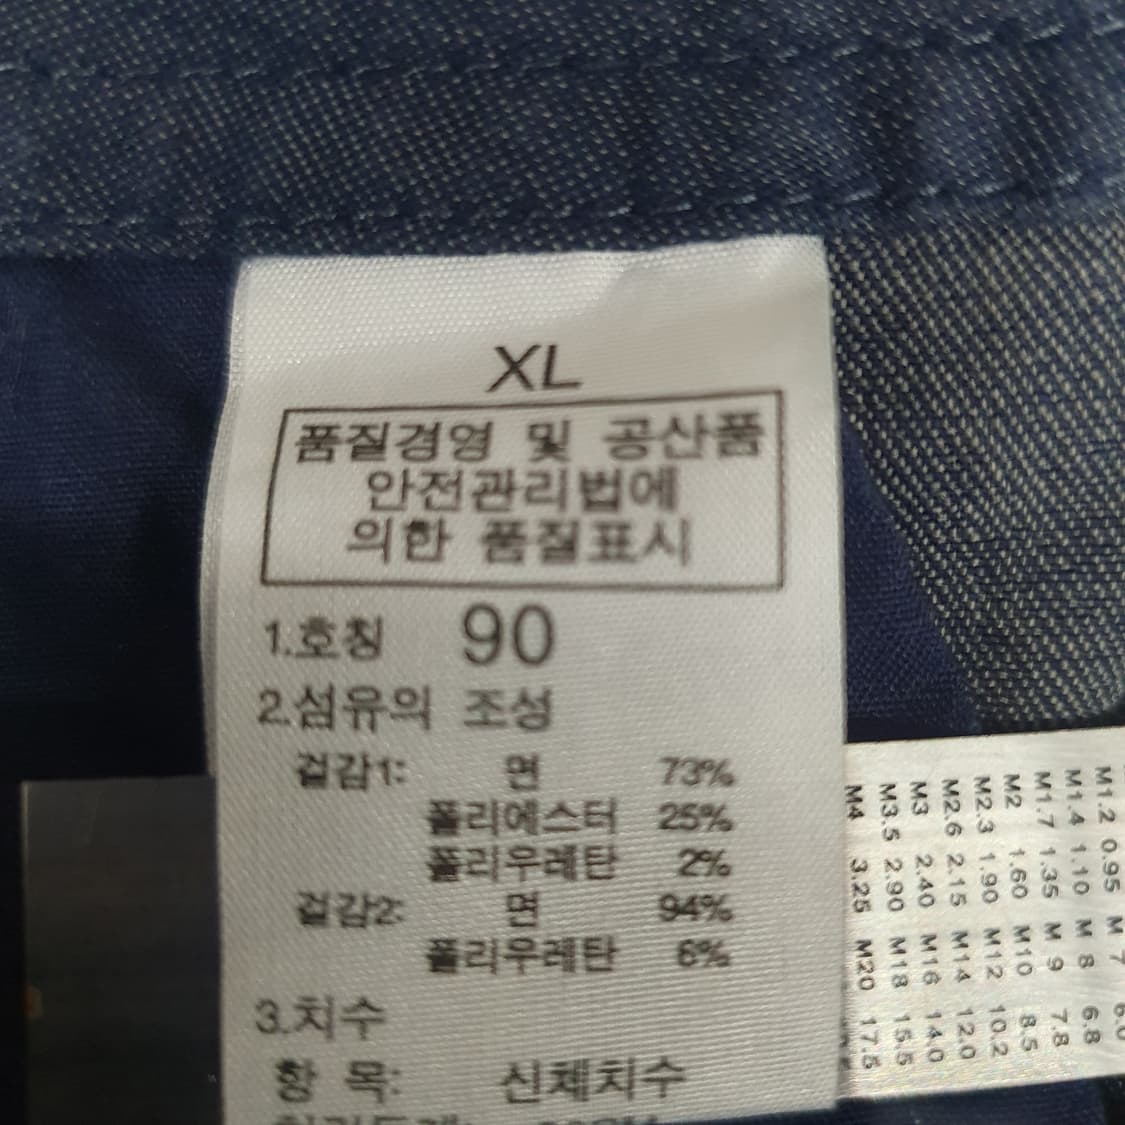 XL
품질경영 및 공산품
안전관리법에
의한 품질표시
1.호칭 90
2.섬유의 조성
겉감1: 면 73%
폴리에스터 25%
폴리우레탄 2%
겉감2: 면 94%
폴리우레탄 6%
3.치수
항 목: 신체치수
M1.2 0.95 M 7 6.0
M1.4 1.10 M 8 6.8
M1.7 1.35 M 9 7.8
M2 1.60 M10 8.5
M2.3 1.90 M12 10.2
M2.6 2.15 M14 12.0
M3 2.40 M16 14.0
M3.5 2.90 M18 15.5
M4 3.25 M20 17.5